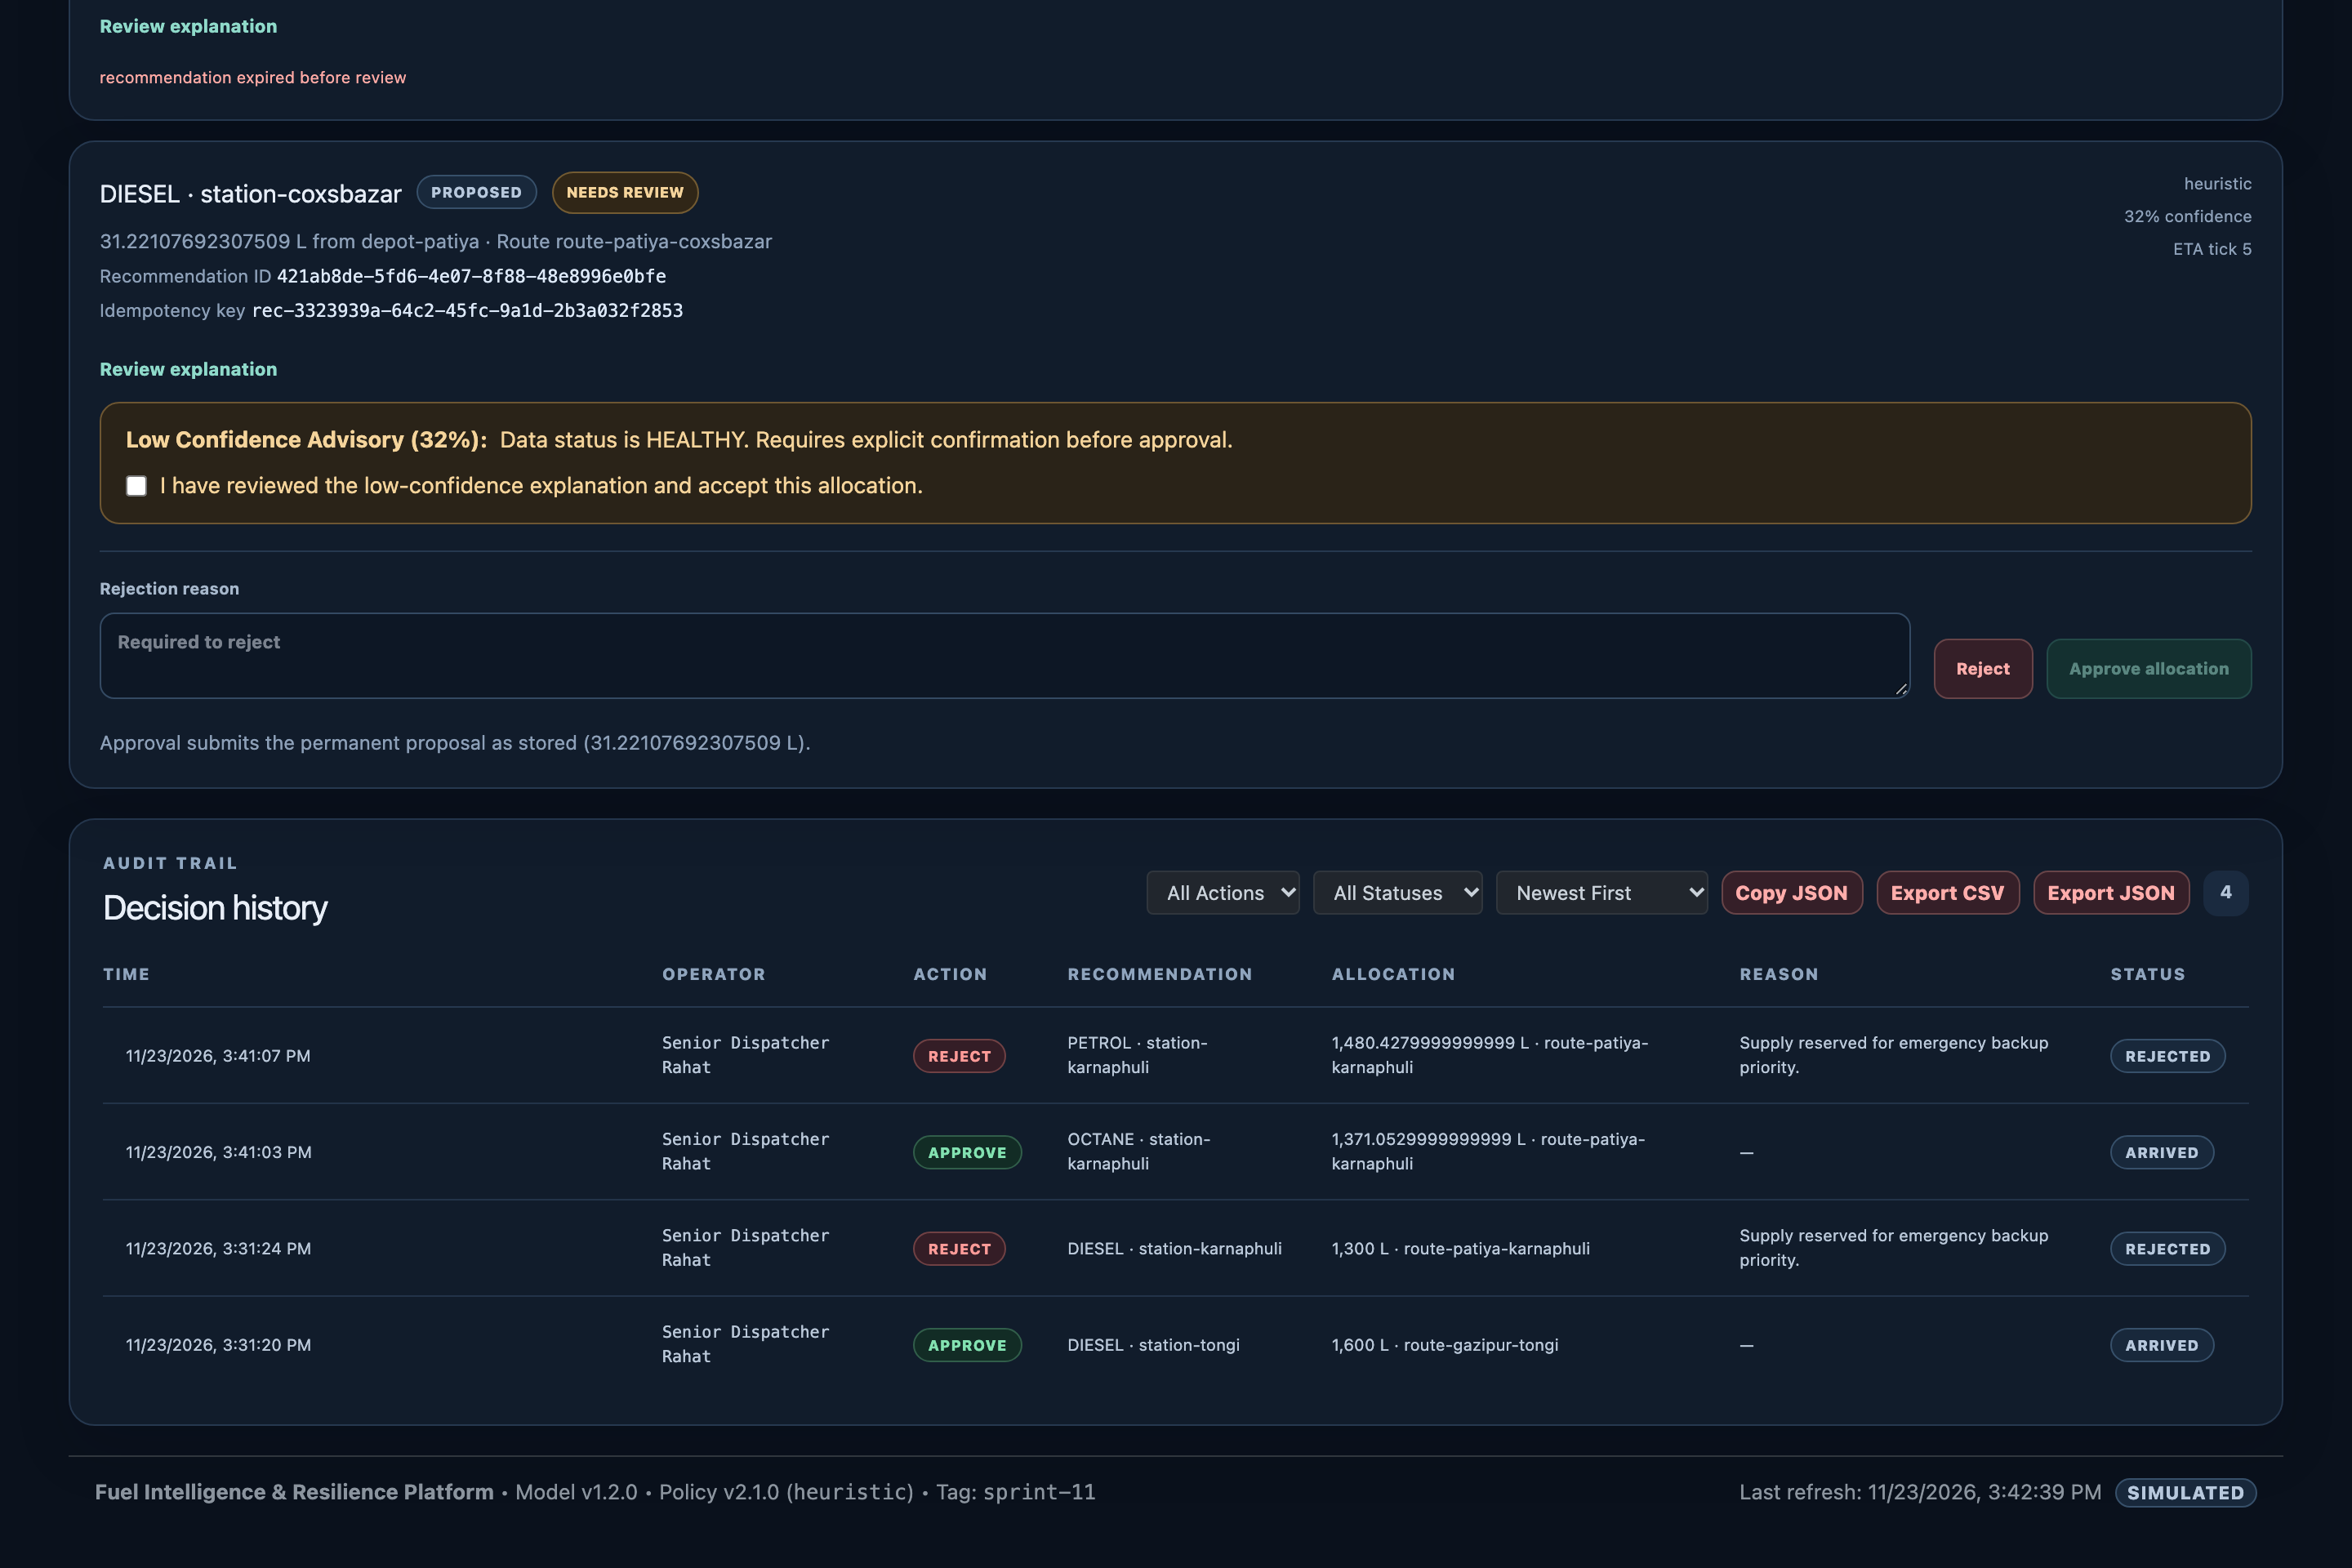 Review explanation
recommendation expired before review
DIESEL · station-coxsbazar PROPOSED NEEDS REVIEW
heuristic
31.22107692307509 L from depot-patiya · Route route-patiya-coxsbazar
32% confidence
Recommendation ID 421ab8de-5fd6-4e07-8f88-48e8996e0bfe
ETA tick 5
Idempotency key rec-3323939a-64c2-45fc-9a1d-2b3a032f2853
Review explanation
Low Confidence Advisory (32%): Data status is HEALTHY. Requires explicit confirmation before approval.
I have reviewed the low-confidence explanation and accept this allocation.
Rejection reason
Required to reject
Reject Approve allocation
Approval submits the permanent proposal as stored (31.22107692307509 L).
AUDIT TRAIL
Decision history
All Actions All Statuses Newest First Copy JSON Export CSV Export JSON 4
TIME OPERATOR ACTION RECOMMENDATION ALLOCATION REASON STATUS
11/23/2026, 3:41:07 PM Senior Dispatcher Rahat REJECT PETROL · station-karnaphuli 1,480.4279999999999 L · route-patiya-karnaphuli Supply reserved for emergency backup priority. REJECTED
11/23/2026, 3:41:03 PM Senior Dispatcher Rahat APPROVE OCTANE · station-karnaphuli 1,371.0529999999999 L · route-patiya-karnaphuli — ARRIVED
11/23/2026, 3:31:24 PM Senior Dispatcher Rahat REJECT DIESEL · station-karnaphuli 1,300 L · route-patiya-karnaphuli Supply reserved for emergency backup priority. REJECTED
11/23/2026, 3:31:20 PM Senior Dispatcher Rahat APPROVE DIESEL · station-tongi 1,600 L · route-gazipur-tongi — ARRIVED
Fuel Intelligence & Resilience Platform • Model v1.2.0 • Policy v2.1.0 (heuristic) • Tag: sprint-11
Last refresh: 11/23/2026, 3:42:39 PM SIMULATED